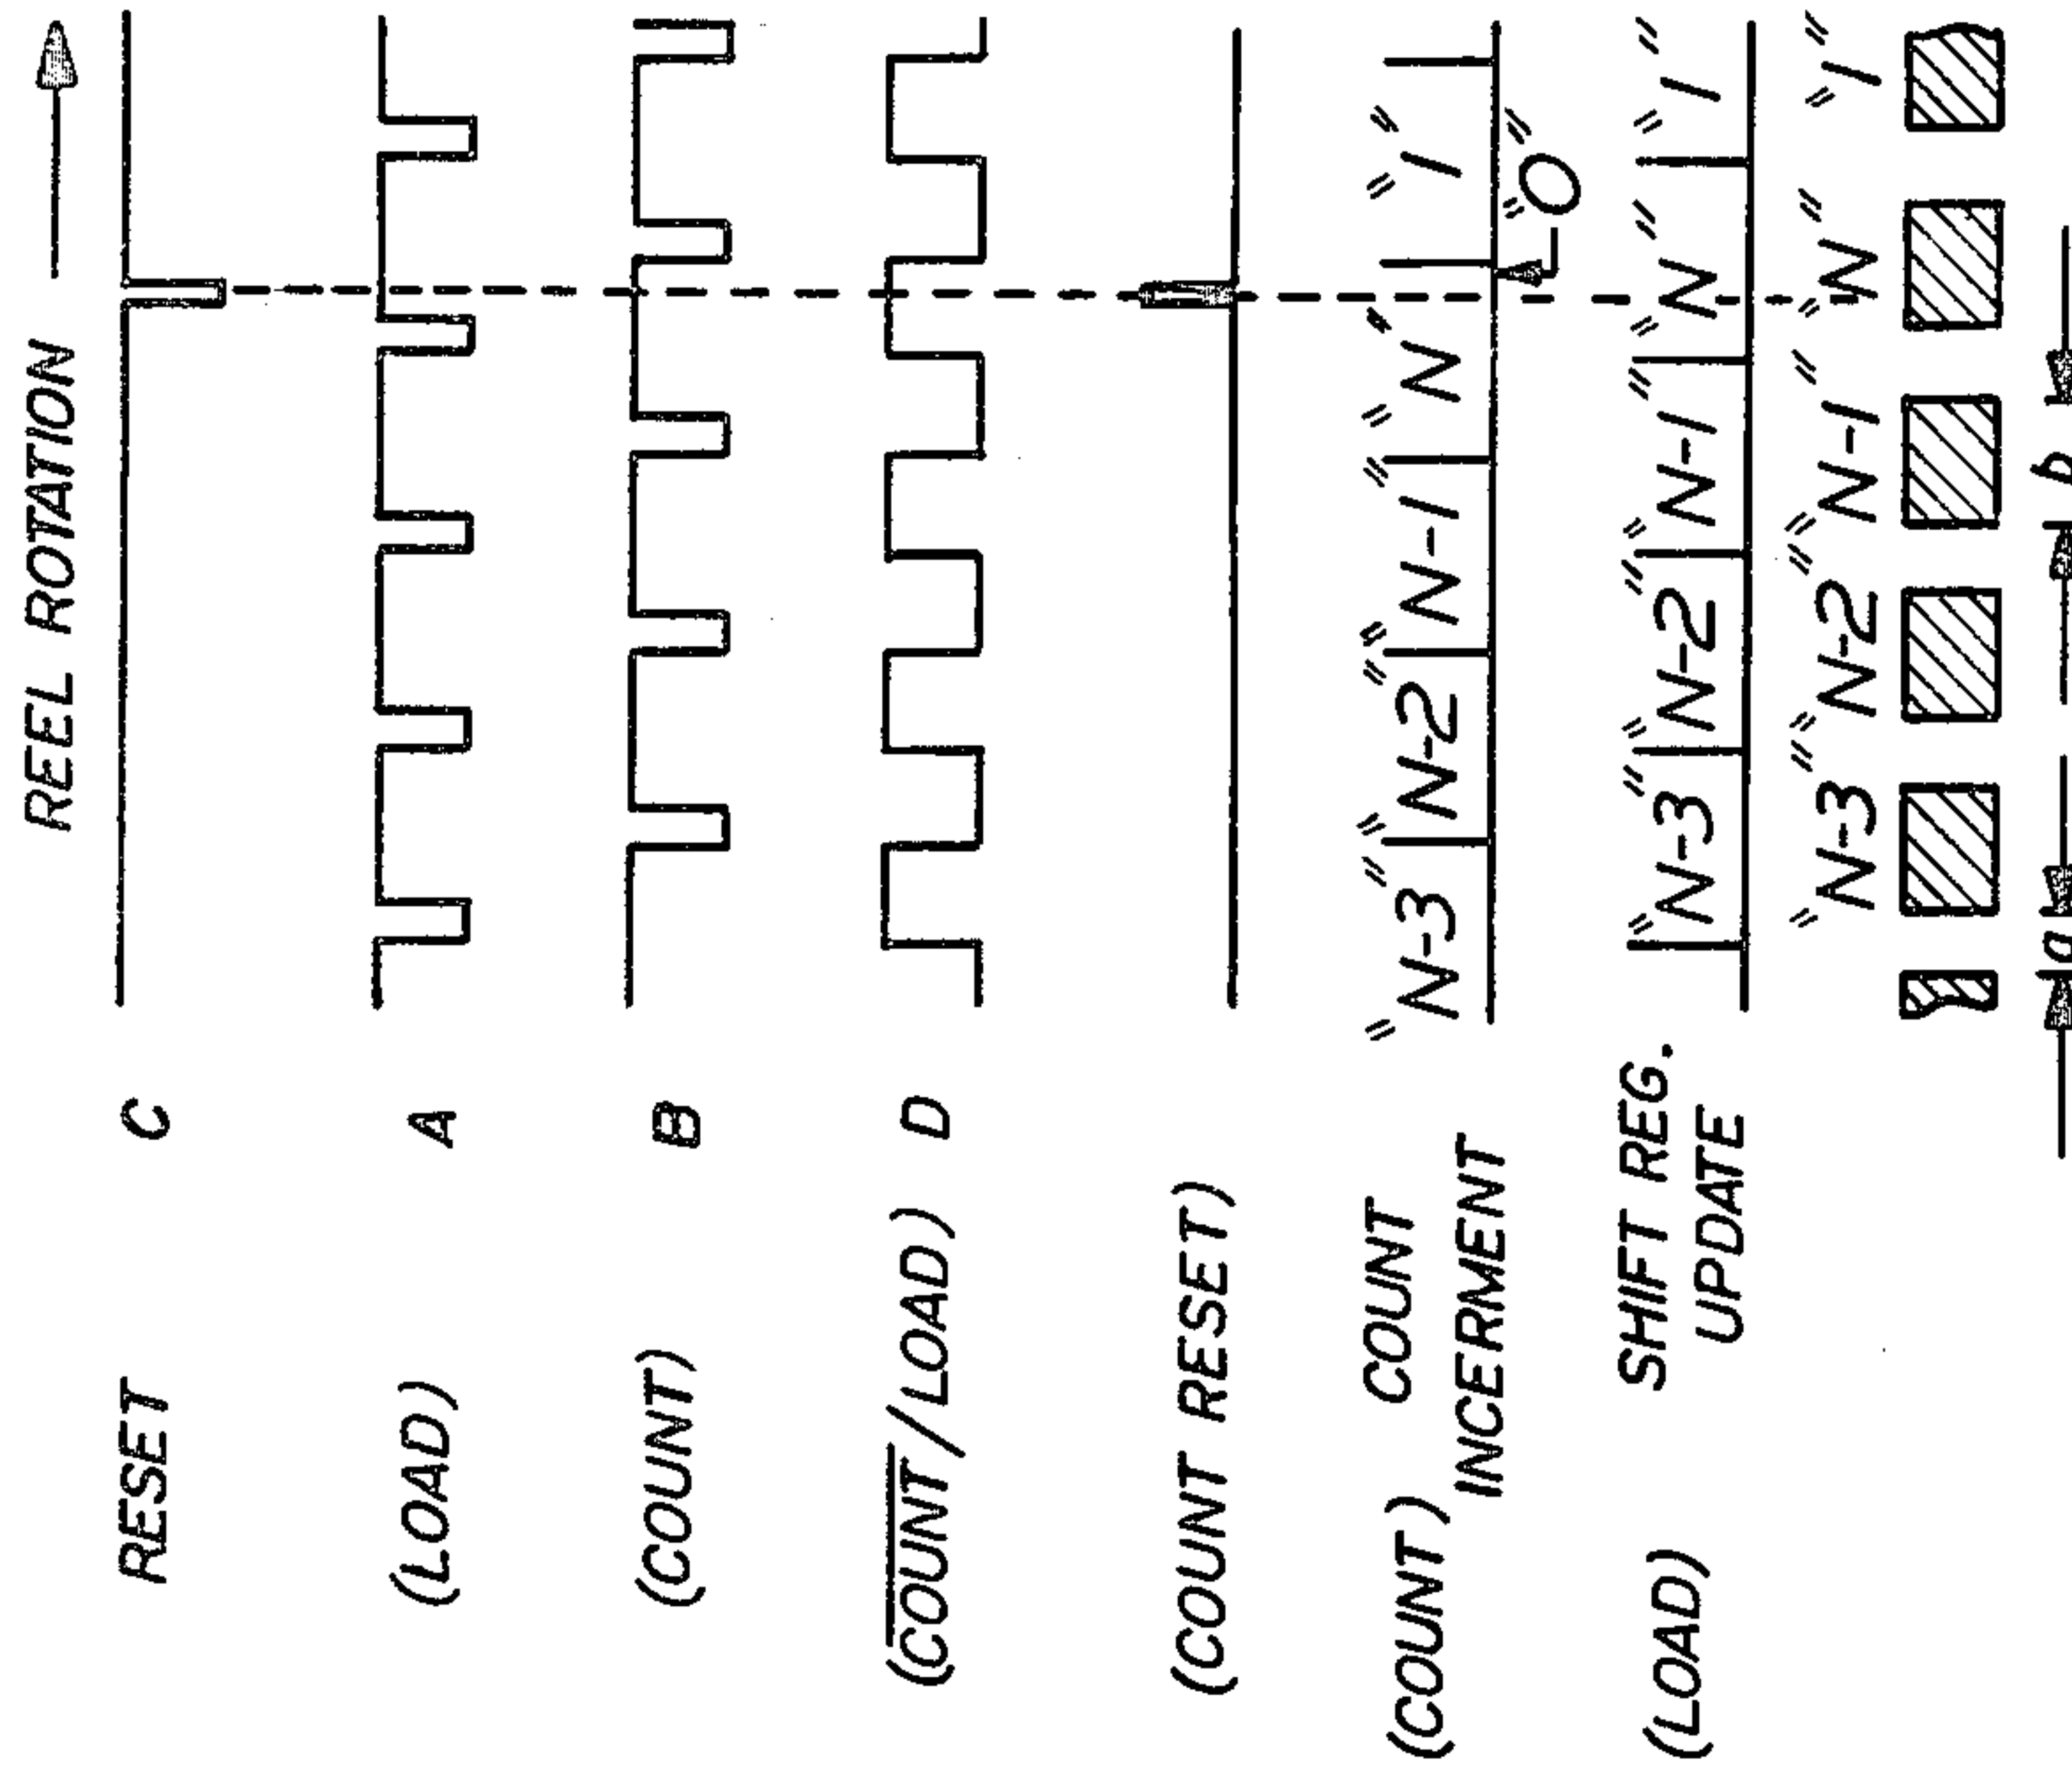 REEL ROTATION
RESET C
(LOAD) A
(COUNT) B
(COUNT/LOAD) D
(COUNT RESET)
(COUNT) COUNT
INCERMENT
"N-3" "N-2" "N-1" "N" "1"
"0"
(LOAD) SHIFT REG.
UPDATE
"N-3" "N-2" "N-1" "N" "1"
"N-3" "N-2" "N-1" "N" "1"
a b